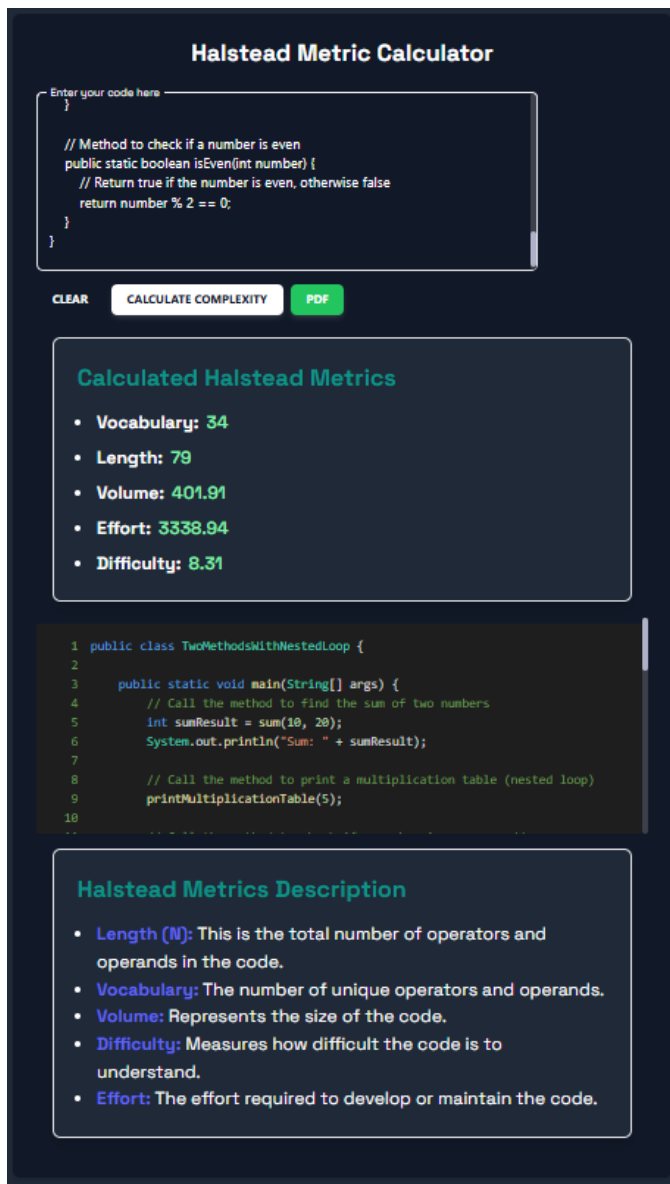 Halstead Metric Calculator
Enter your code here
}
// Method to check if a number is even
public static boolean isEven(int number) {
// Return true if the number is even, otherwise false
return number % 2 == 0;
}
}
CLEAR
CALCULATE COMPLEXITY
PDF
Calculated Halstead Metrics
• Vocabulary: 34
• Length: 79
• Volume: 401.91
• Effort: 3338.94
• Difficulty: 8.31
1 public class TwoMethodsWithNestedLoop {
2
3 public static void main(String[] args) {
4 // Call the method to find the sum of two numbers
5 int sumResult = sum(10, 20);
6 System.out.println("Sum: " + sumResult);
7
8 // Call the method to print a multiplication table (nested loop)
9 printMultiplicationTable(5);
10
Halstead Metrics Description
• Length (N): This is the total number of operators and
operands in the code.
• Vocabulary: The number of unique operators and operands.
• Volume: Represents the size of the code.
• Difficulty: Measures how difficult the code is to
understand.
• Effort: The effort required to develop or maintain the code.